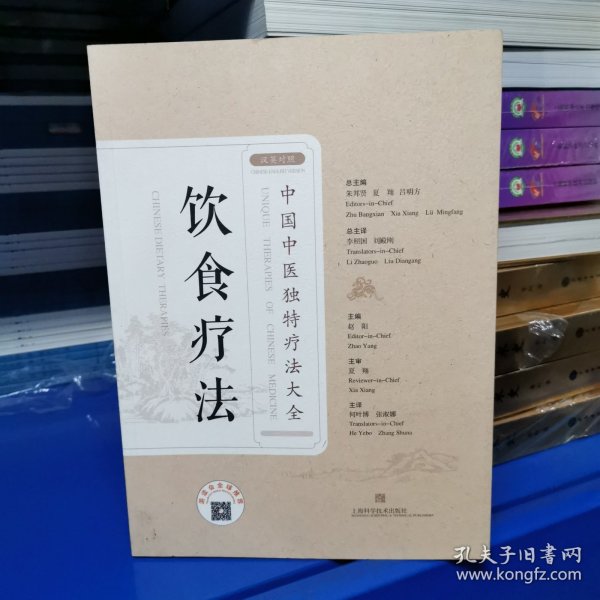 汉英对照
CHINESE-ENGLISH VERSION
中国中医独特疗法大全
UNIQUE THERAPIES OF CHINESE MEDICINE
饮食疗法
CHINESE DIETARY THERAPIES
总主编
朱邦贤 夏翔 吕明方
Editors-in-Chief
Zhu Bangxian Xia Xiang Lü Mingfang
总主译
李照国 刘殿刚
Translators-in-Chief
Li Zhaoguo Liu Diangang
主编
赵阳
Editor-in-Chief
Zhao Yang
主审
夏翔
Reviewer-in-Chief
Xia Xiang
主译
何叶博 张淑娜
Translators-in-Chief
He Yebo Zhang Shuna
上海科学技术出版社
SHANGHAI SCIENTIFIC & TECHNICAL PUBLISHERS
孔夫子旧书网
www.kongfz.com